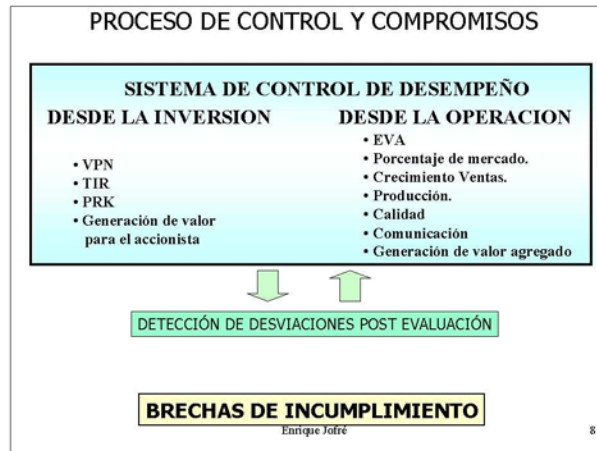 PROCESO DE CONTROL Y COMPROMISOS
SISTEMA DE CONTROL DE DESEMPEÑO
DESDE LA INVERSION
• VPN
• TIR
• PRK
• Generación de valor
para el accionista
DESDE LA OPERACION
• EVA
• Porcentaje de mercado.
• Crecimiento Ventas.
• Producción.
• Calidad
• Comunicación
• Generación de valor agregado
DETECCIÓN DE DESVIACIONES POST EVALUACIÓN
BRECHAS DE INCUMPLIMIENTO
Enrique Jofré
8